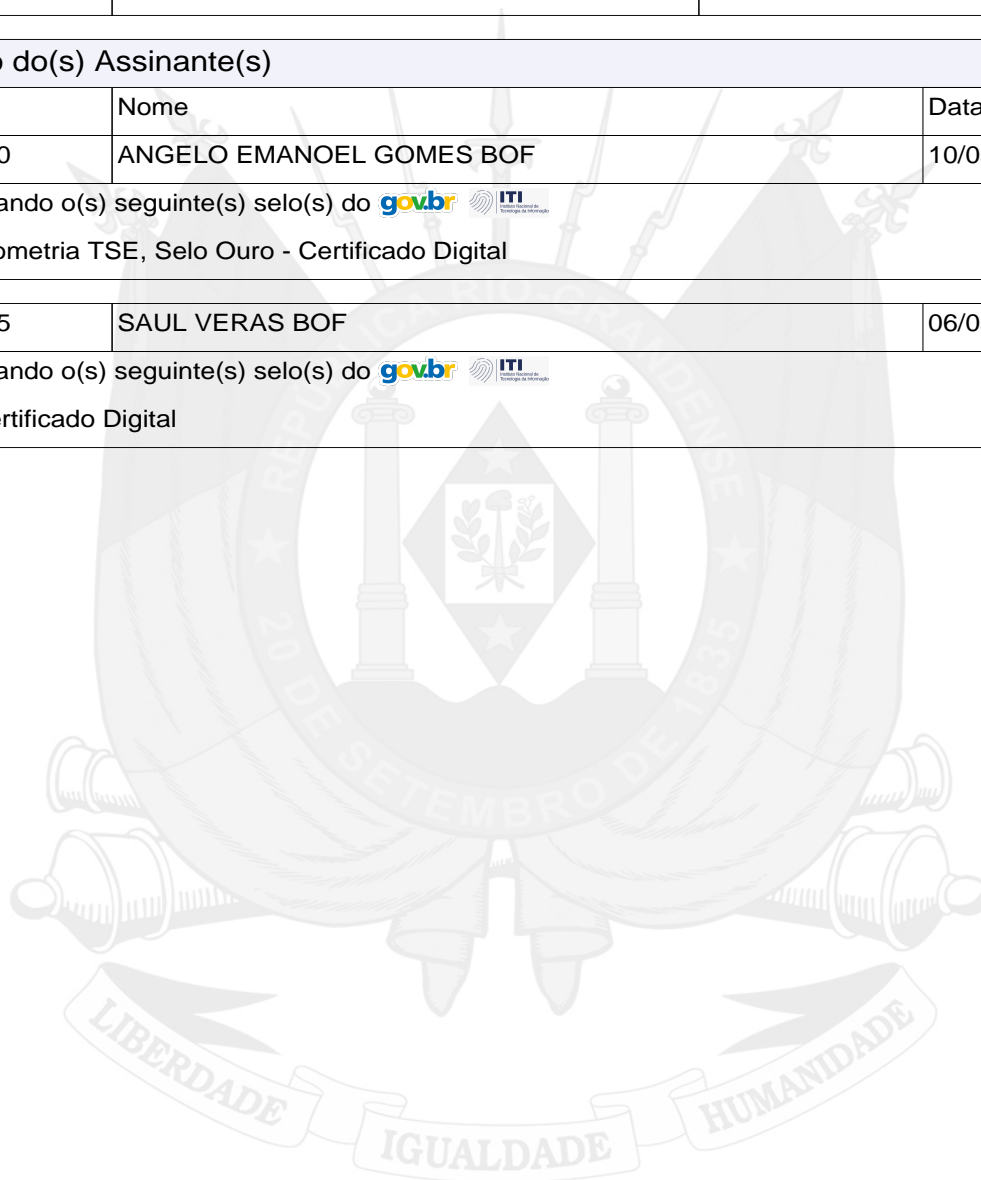 o do(s) Assinante(s)
Nome Data
0 ANGELO EMANOEL GOMES BOF 10/0
ando o(s) seguinte(s) selo(s) do gov.br ITI
ometria TSE, Selo Ouro - Certificado Digital
5 SAUL VERAS BOF 06/0
ando o(s) seguinte(s) selo(s) do gov.br ITI
ertificado Digital
REPÚBLICA RIO-GRANDENSE
20 DE SETEMBRO DE 1835
LIBERDADE IGUALDADE HUMANIDADE